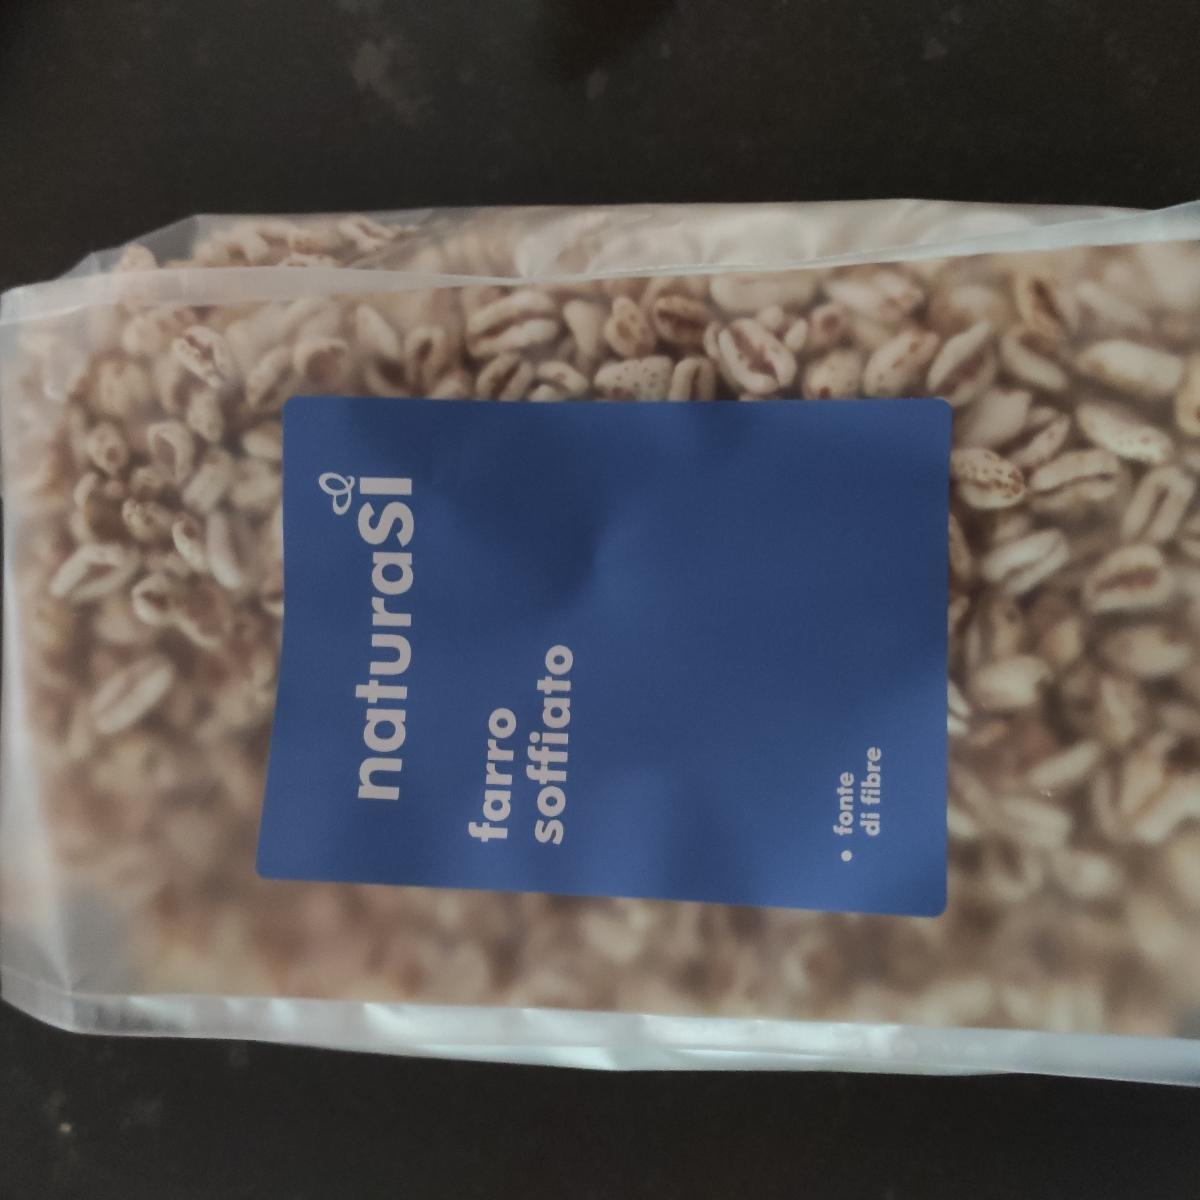 naturaSì
farro
soffiato
• fonte
di fibre